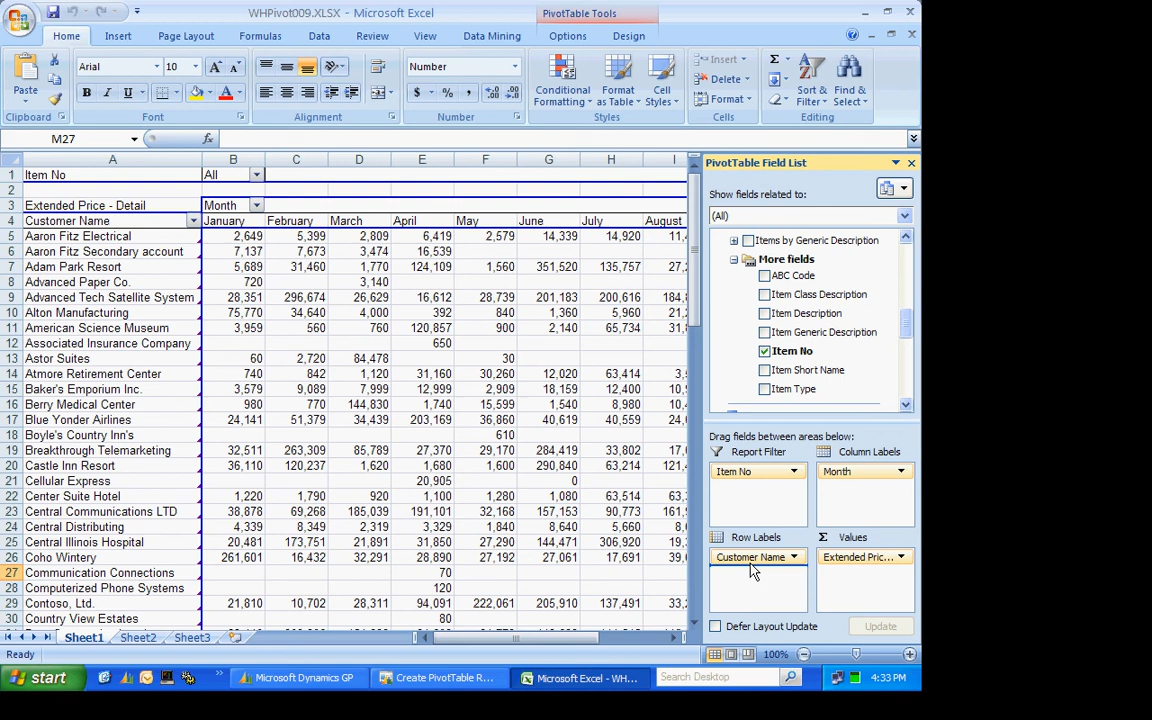 WHPivot009.XLSX - Microsoft Excel
PivotTable Tools
Home Insert Page Layout Formulas Data Review View Data Mining Options Design
Paste
Clipboard
Arial 10
B I U
Font
Alignment
Number
$ % ,
Number
Conditional Formatting
Format as Table
Cell Styles
Styles
Insert
Delete
Format
Cells
Sort & Filter
Find & Select
Editing
M27 fx
A B C D E F G H I
1 Item No All
2
3 Extended Price - Detail Month
4 Customer Name January February March April May June July August
5 Aaron Fitz Electrical 2,649 5,399 2,809 6,419 2,579 14,339 14,920 11,
6 Aaron Fitz Secondary account 7,137 7,673 3,474 16,539
7 Adam Park Resort 5,689 31,460 1,770 124,109 1,560 351,520 135,757 27,
8 Advanced Paper Co. 720 3,140
9 Advanced Tech Satellite System 28,351 296,674 26,629 16,612 28,739 201,183 200,616 184,
10 Alton Manufacturing 75,770 34,640 4,000 392 840 1,360 5,960 21,
11 American Science Museum 3,959 560 760 120,857 900 2,140 65,734 31,
12 Associated Insurance Company 650
13 Astor Suites 60 2,720 84,478 30
14 Atmore Retirement Center 740 842 1,120 31,160 30,260 12,020 63,414 3,
15 Baker's Emporium Inc. 3,579 9,089 7,999 12,999 2,909 18,159 12,400 10,
16 Berry Medical Center 980 770 144,830 1,740 15,599 1,540 8,980 10,
17 Blue Yonder Airlines 24,141 51,379 34,439 203,169 36,860 40,619 40,559 24,
18 Boyle's Country Inn's 610
19 Breakthrough Telemarketing 32,511 263,309 85,789 27,370 29,170 284,419 33,802 17,
20 Castle Inn Resort 36,110 120,237 1,620 1,680 1,600 290,840 63,214 121,
21 Cellular Express 20,905 0
22 Center Suite Hotel 1,220 1,790 920 1,100 1,280 1,080 63,514 63,
23 Central Communications LTD 38,878 69,268 185,039 191,101 32,168 157,153 90,773 161,
24 Central Distributing 4,339 8,349 2,319 3,329 1,840 8,640 5,660 8,
25 Central Illinois Hospital 20,481 173,751 21,891 31,850 27,290 144,471 306,920 19,
26 Coho Wintery 261,601 16,432 32,291 28,890 27,192 27,061 17,691 39,
27 Communication Connections 70
28 Computerized Phone Systems 120
29 Contoso, Ltd. 21,810 10,702 28,311 94,091 222,061 205,910 137,491 33,
30 Country View Estates 80
Sheet1 Sheet2 Sheet3
PivotTable Field List
Show fields related to:
(All)
Items by Generic Description
More fields
ABC Code
Item Class Description
Item Description
Item Generic Description
Item No
Item Short Name
Item Type
Drag fields between areas below:
Report Filter Column Labels
Item No Month
Row Labels Σ Values
Customer Name Extended Pric...
Defer Layout Update Update
Ready 100%
start Microsoft Dynamics GP Create PivotTable R... Microsoft Excel - WH... Search Desktop 4:33 PM